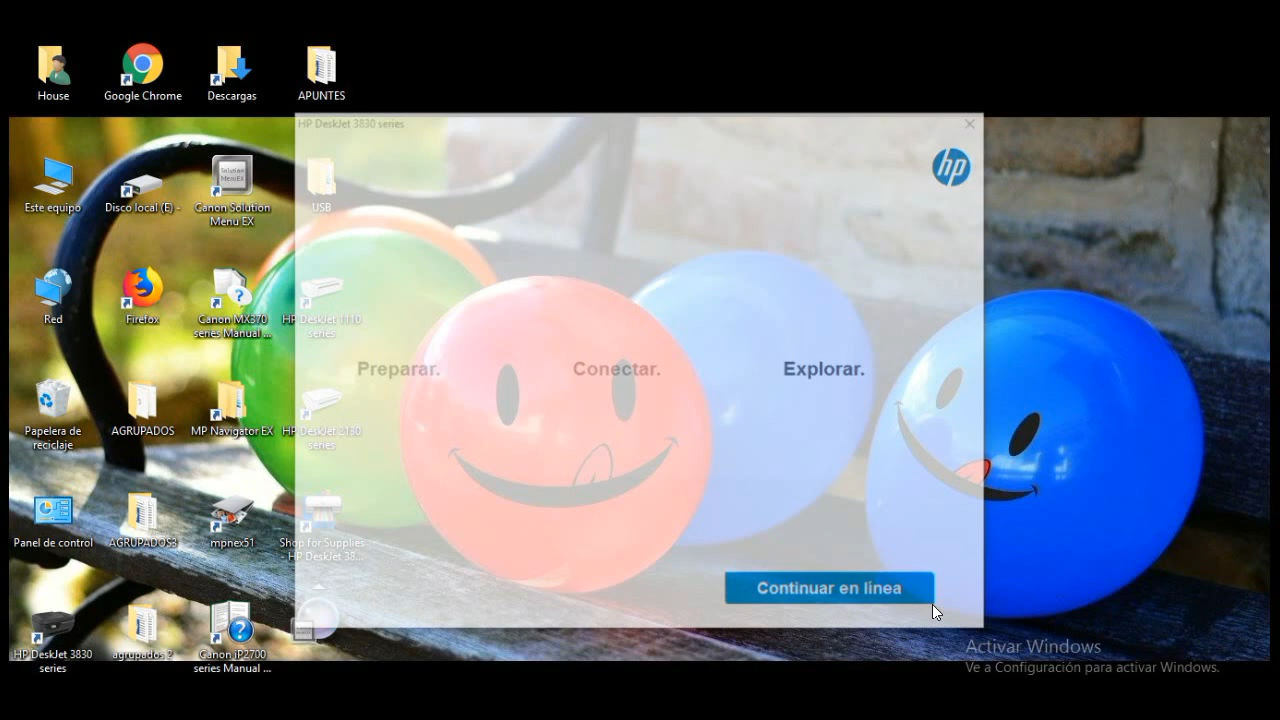 House
Google Chrome
Descargas
APUNTES
HP DeskJet 3830 series
hp
Este equipo
Disco local (E) -
Canon Solution
Menu EX
USB
Red
Firefox
Canon MX370
series Manual ...
HP DeskJet 1110
series
Preparar.
Conectar.
Explorar.
Papelera de
reciclaje
AGRUPADOS
MP Navigator EX
HP DeskJet 2130
series
Panel de control
AGRUPADOS3
mpnex51
Shop for Supplies
- HP DeskJet 38...
Continuar en línea
HP DeskJet 3830
series
agrupados 2
Canon iP2700
series Manual ...
Activar Windows
Ve a Configuración para activar Windows.